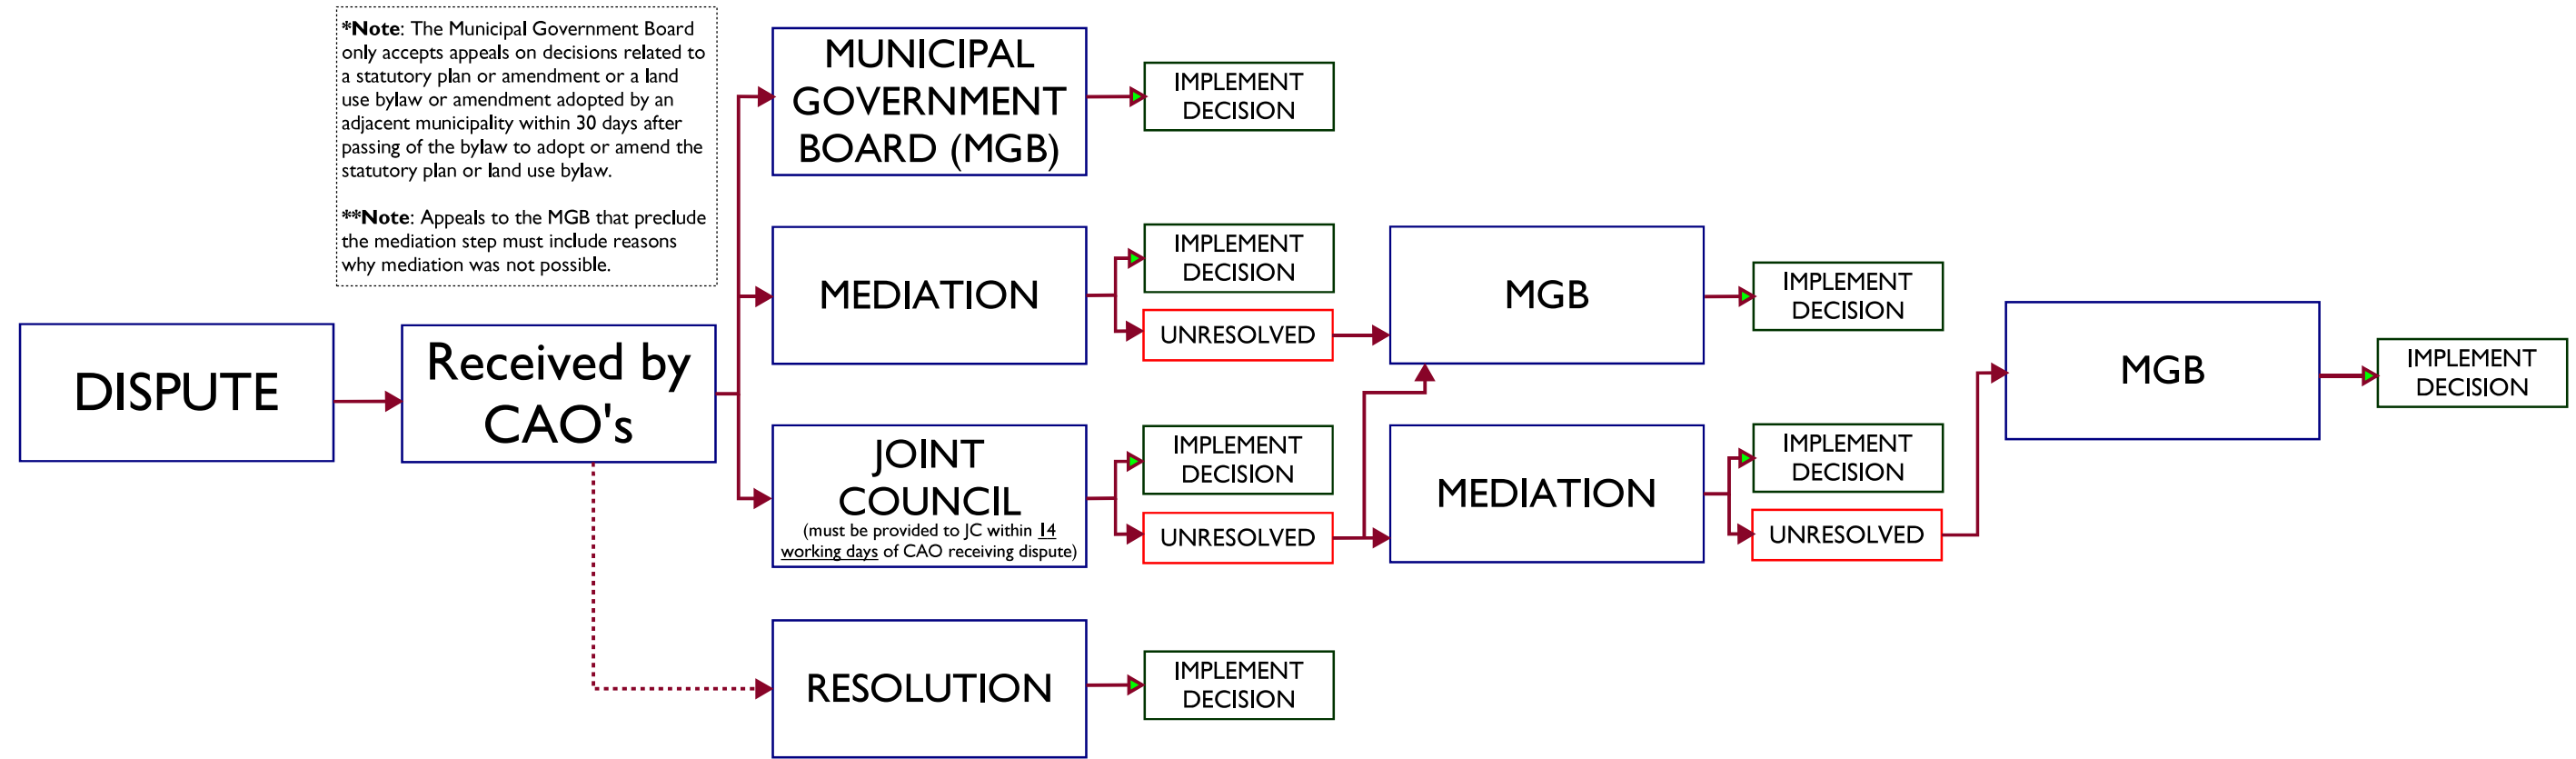 *Note: The Municipal Government Board
only accepts appeals on decisions related to
a statutory plan or amendment or a land
use bylaw or amendment adopted by an
adjacent municipality within 30 days after
passing of the bylaw to adopt or amend the
statutory plan or land use bylaw.
**Note: Appeals to the MGB that preclude
the mediation step must include reasons
why mediation was not possible.
DISPUTE
Received by
CAO's
MUNICIPAL
GOVERNMENT
BOARD (MGB)
IMPLEMENT
DECISION
MEDIATION
IMPLEMENT
DECISION
UNRESOLVED
MGB
IMPLEMENT
DECISION
JOINT
COUNCIL
(must be provided to JC within 14
working days of CAO receiving dispute)
IMPLEMENT
DECISION
UNRESOLVED
MEDIATION
IMPLEMENT
DECISION
UNRESOLVED
MGB
IMPLEMENT
DECISION
RESOLUTION
IMPLEMENT
DECISION